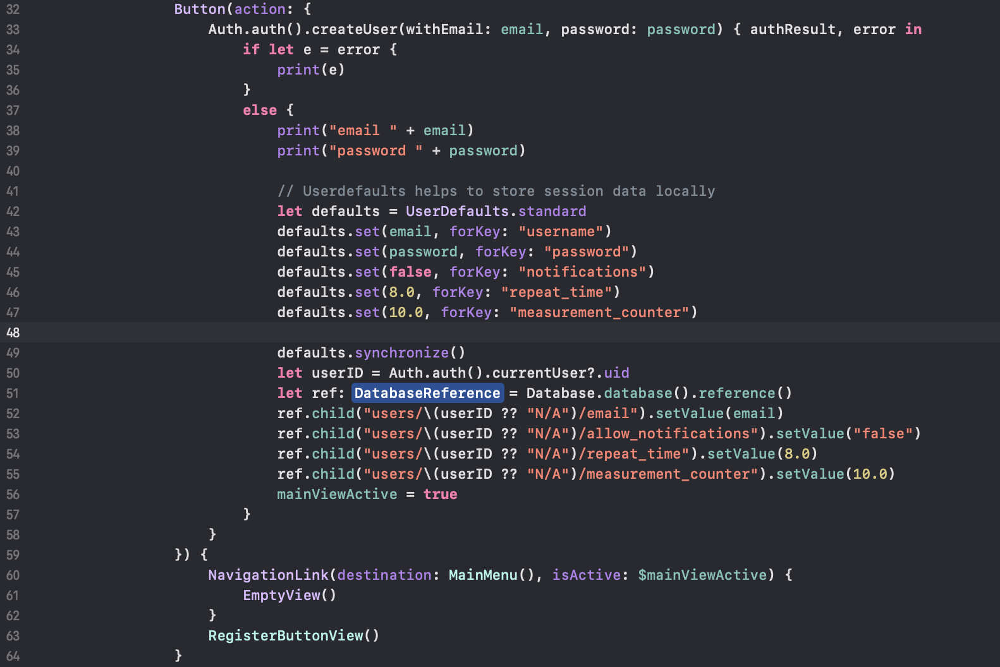 32 Button(action: {
33 Auth.auth().createUser(withEmail: email, password: password) { authResult, error in
34 if let e = error {
35 print(e)
36 }
37 else {
38 print("email " + email)
39 print("password " + password)
40
41 // Userdefaults helps to store session data locally
42 let defaults = UserDefaults.standard
43 defaults.set(email, forKey: "username")
44 defaults.set(password, forKey: "password")
45 defaults.set(false, forKey: "notifications")
46 defaults.set(8.0, forKey: "repeat_time")
47 defaults.set(10.0, forKey: "measurement_counter")
48
49 defaults.synchronize()
50 let userID = Auth.auth().currentUser?.uid
51 let ref: DatabaseReference = Database.database().reference()
52 ref.child("users/\(userID ?? "N/A")/email").setValue(email)
53 ref.child("users/\(userID ?? "N/A")/allow_notifications").setValue("false")
54 ref.child("users/\(userID ?? "N/A")/repeat_time").setValue(8.0)
55 ref.child("users/\(userID ?? "N/A")/measurement_counter").setValue(10.0)
56 mainViewActive = true
57 }
58 }
59 }) {
60 NavigationLink(destination: MainMenu(), isActive: $mainViewActive) {
61 EmptyView()
62 }
63 RegisterButtonView()
64 }